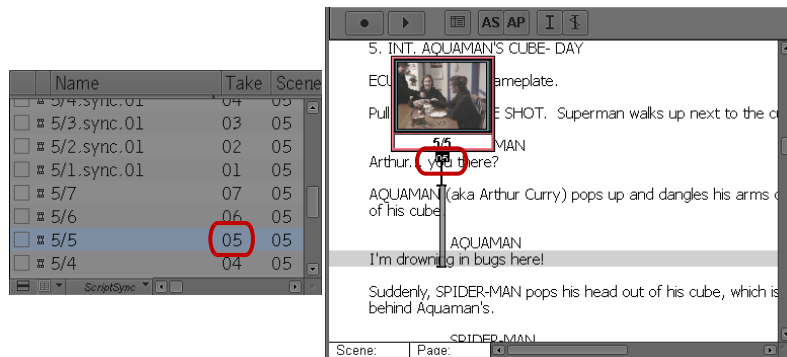 Name Take Scene
5/4.sync.01 04 05
5/3.sync.01 03 05
5/2.sync.01 02 05
5/1.sync.01 01 05
5/7 07 05
5/6 06 05
5/5 05 05
5/4 04 05
ScriptSync
AS AP
5. INT. AQUAMAN'S CUBE- DAY
ECU ameplate.
Pull E SHOT. Superman walks up next to the cu
5/5 MAN
05
Arthur... you there?
AQUAMAN (aka Arthur Curry) pops up and dangles his arms o
of his cube.
AQUAMAN
I'm drowning in bugs here!
Suddenly, SPIDER-MAN pops his head out of his cube, which is
behind Aquaman's.
SPIDER-MAN
Scene: Page: